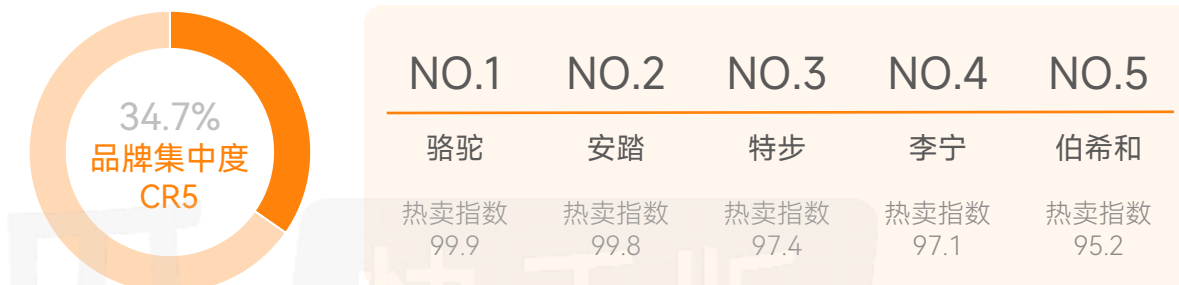 34.7%
品牌集中度
CR5
NO.1 NO.2 NO.3 NO.4 NO.5
骆驼 安踏 特步 李宁 伯希和
热卖指数 热卖指数 热卖指数 热卖指数 热卖指数
99.9 99.8 97.4 97.1 95.2